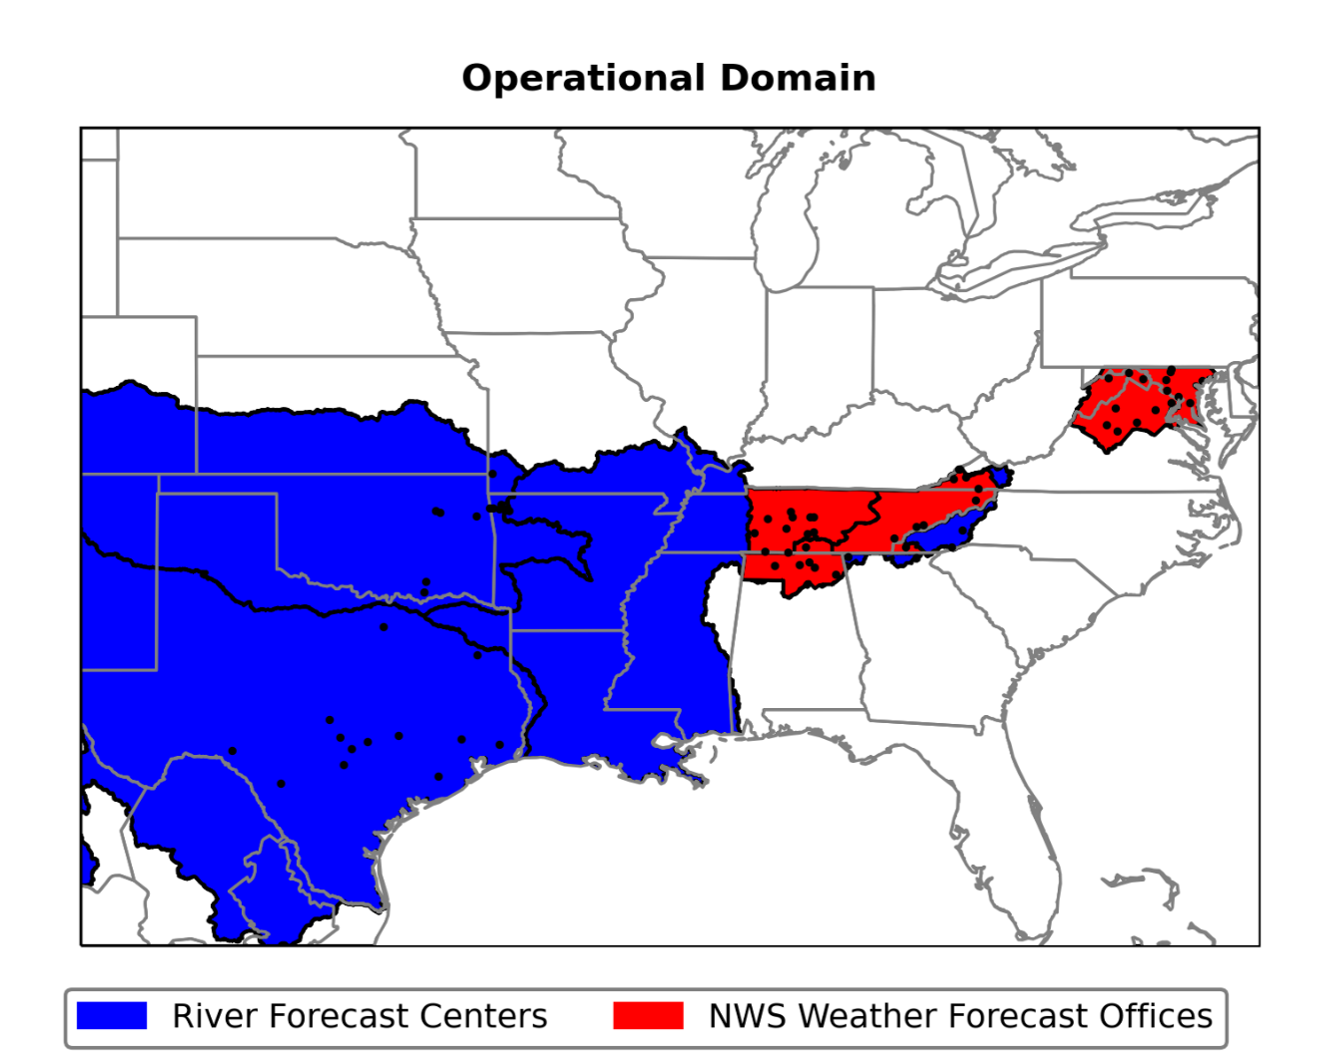 Operational Domain
River Forecast Centers
NWS Weather Forecast Offices